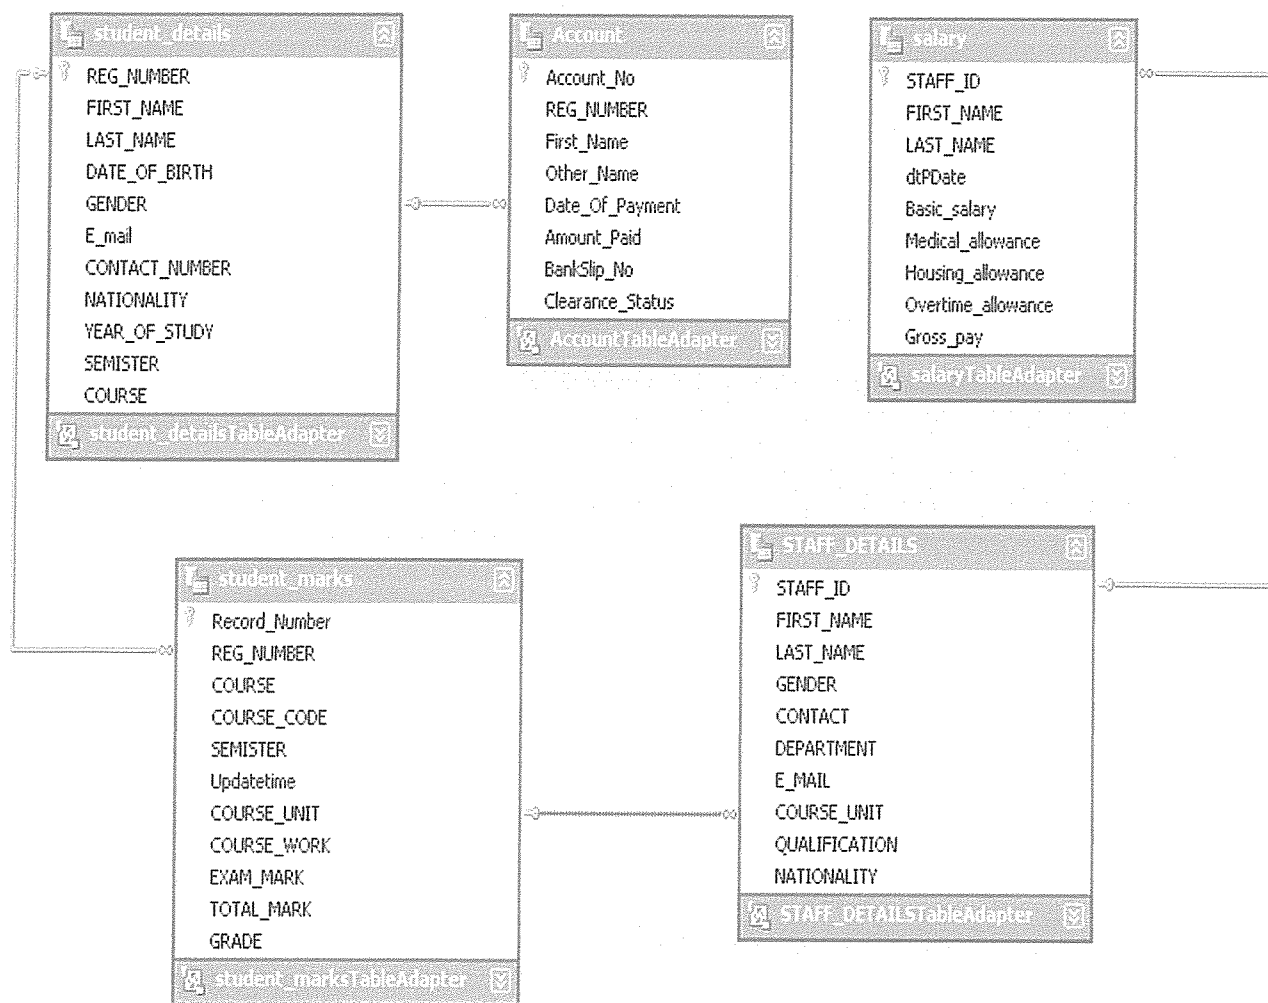 student_details
REG_NUMBER
FIRST_NAME
LAST_NAME
DATE_OF_BIRTH
GENDER
E_mail
CONTACT_NUMBER
NATIONALITY
YEAR_OF_STUDY
SEMISTER
COURSE
student_detailsTableAdapter
Account
Account_No
REG_NUMBER
First_Name
Other_Name
Date_Of_Payment
Amount_Paid
BankSlip_No
Clearance_Status
AccountTableAdapter
salary
STAFF_ID
FIRST_NAME
LAST_NAME
dtPDate
Basic_salary
Medical_allowance
Housing_allowance
Overtime_allowance
Gross_pay
salaryTableAdapter
student_marks
Record_Number
REG_NUMBER
COURSE
COURSE_CODE
SEMISTER
Updatetime
COURSE_UNIT
COURSE_WORK
EXAM_MARK
TOTAL_MARK
GRADE
student_marksTableAdapter
STAFF_DETAILS
STAFF_ID
FIRST_NAME
LAST_NAME
GENDER
CONTACT
DEPARTMENT
E_MAIL
COURSE_UNIT
QUALIFICATION
NATIONALITY
STAFF_DETAILSTableAdapter